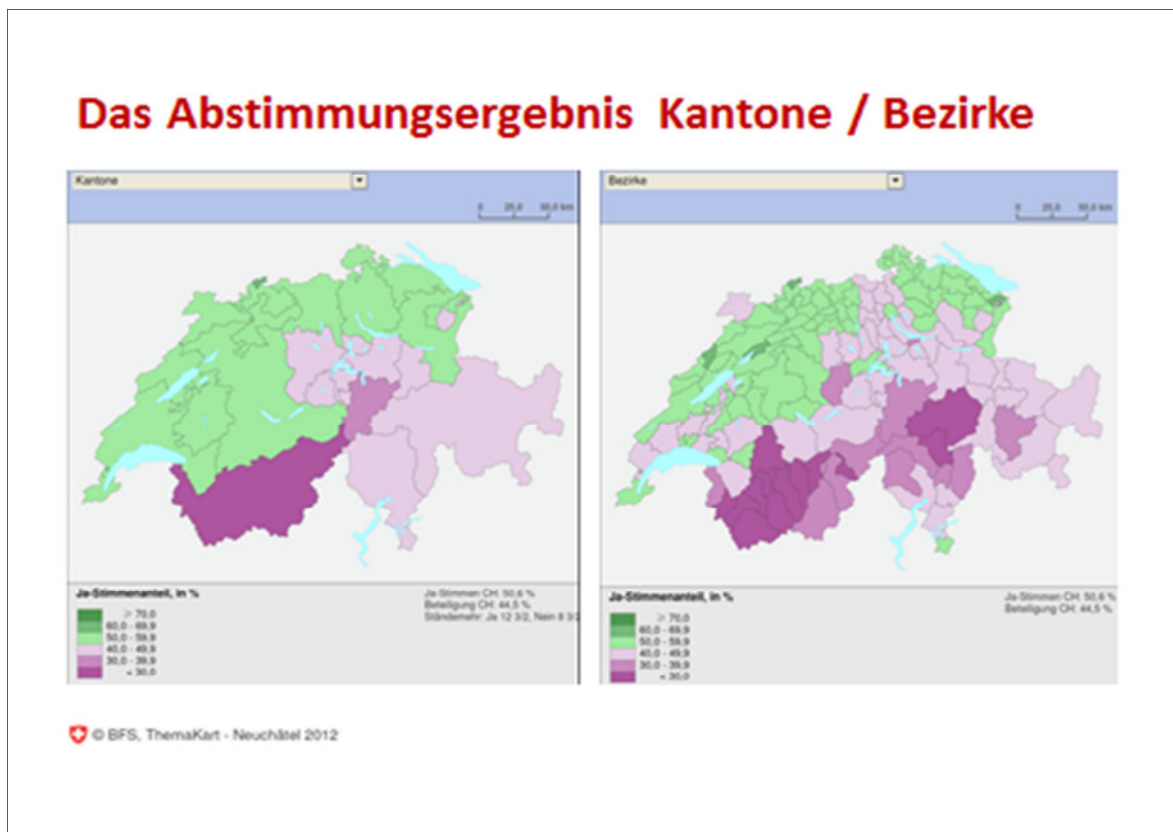 Das Abstimmungsergebnis Kantone / Bezirke
Kantone
0 25,0 50,0 km
Ja-Stimmenanteil, in %
≥ 70,0
60,0 - 69,9
50,0 - 59,9
40,0 - 49,9
30,0 - 39,9
< 30,0
Ja-Stimmen CH: 50,6 %
Beteiligung CH: 44,5 %
Ständemehr: Ja 12 3/2, Nein 8 3/2
Bezirke
0 25,0 50,0 km
Ja-Stimmenanteil, in %
≥ 70,0
60,0 - 69,9
50,0 - 59,9
40,0 - 49,9
30,0 - 39,9
< 30,0
Ja-Stimmen CH: 50,6 %
Beteiligung CH: 44,5 %
© BFS, ThemaKart - Neuchâtel 2012